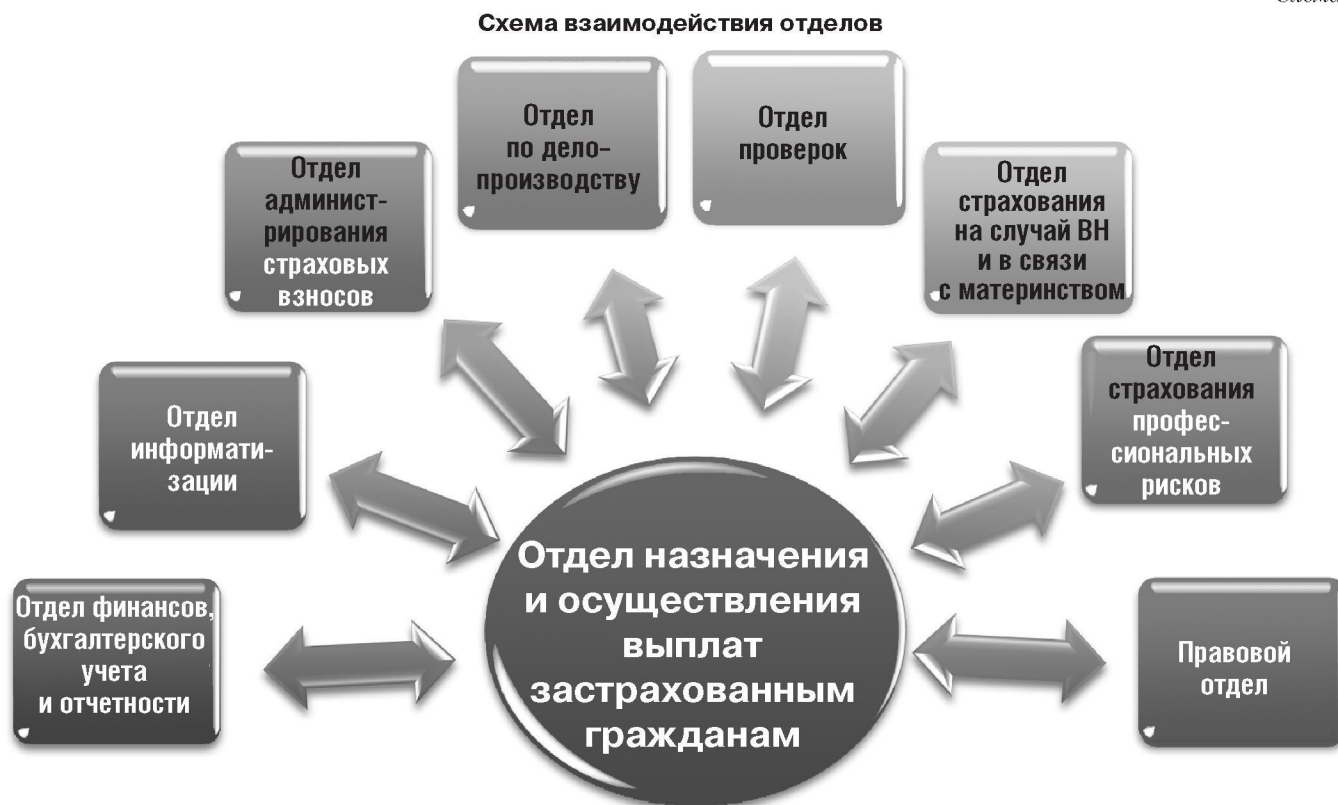 Схема взаимодействия отделов
Отдел
по дело-
производству
Отдел
проверок
Отдел
админист-
рирования
страховых
взносов
Отдел
страхования
на случай ВН
и в связи
с материнством
Отдел
информати-
зации
Отдел
страхования
профес-
сиональных
рисков
Отдел финансов,
бухгалтерского
учета
и отчетности
Отдел назначения
и осуществления
выплат
застрахованным
гражданам
Правовой
отдел